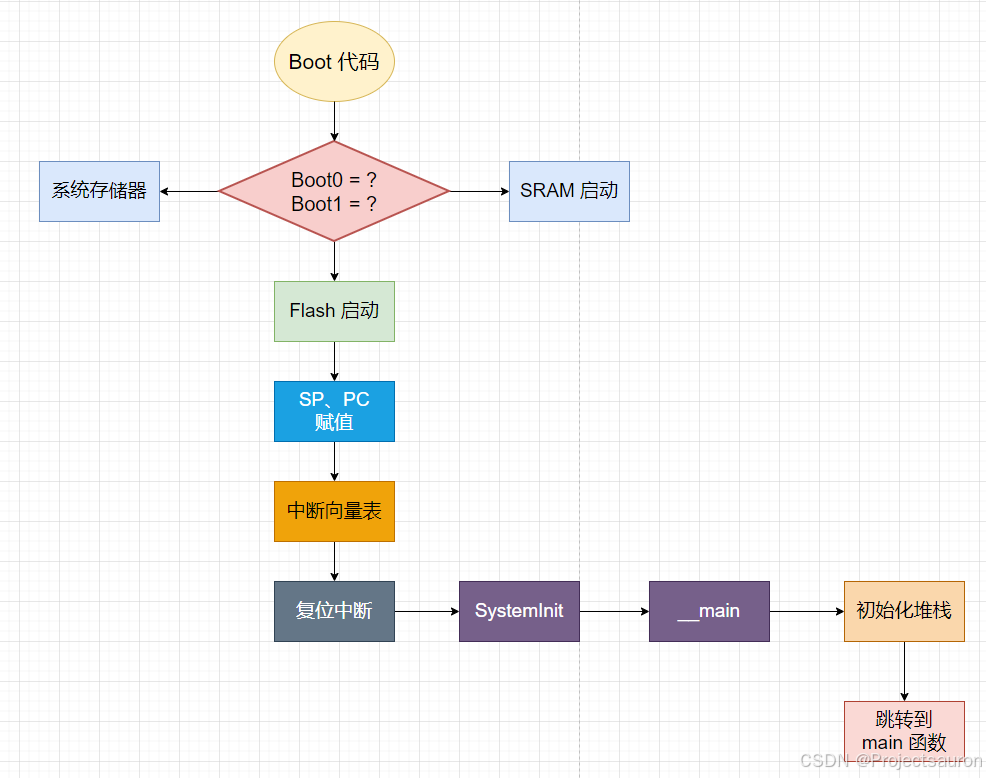 Boot 代码
系统存储器
Boot0 = ?
Boot1 = ?
SRAM 启动
Flash 启动
SP、PC
赋值
中断向量表
复位中断
SystemInit
__main
初始化堆栈
跳转到
main 函数
CSDN @Projectsauron